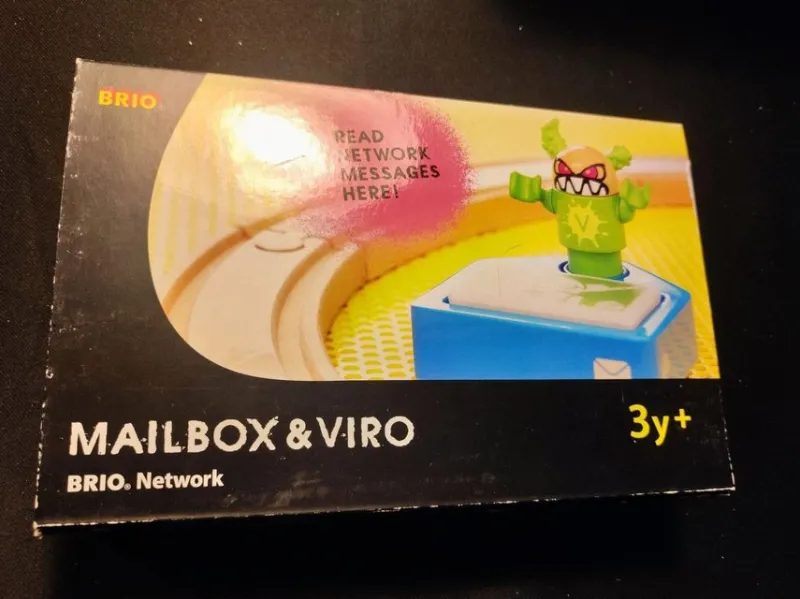 BRIO
READ
NETWORK
MESSAGES
HERE!
V
MAILBOX & VIRO
3y+
BRIO. Network